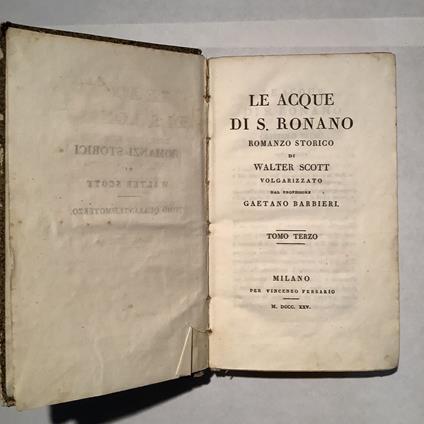 LE ACQUE
DI S. RONANO
ROMANZO STORICO
DI
WALTER SCOTT
VOLGARIZZATO
DAL PROFESSORE
GAETANO BARBIERI.
TOMO TERZO
MILANO
PER VINCENZO FERRARIO
M. DCCC. XXV.